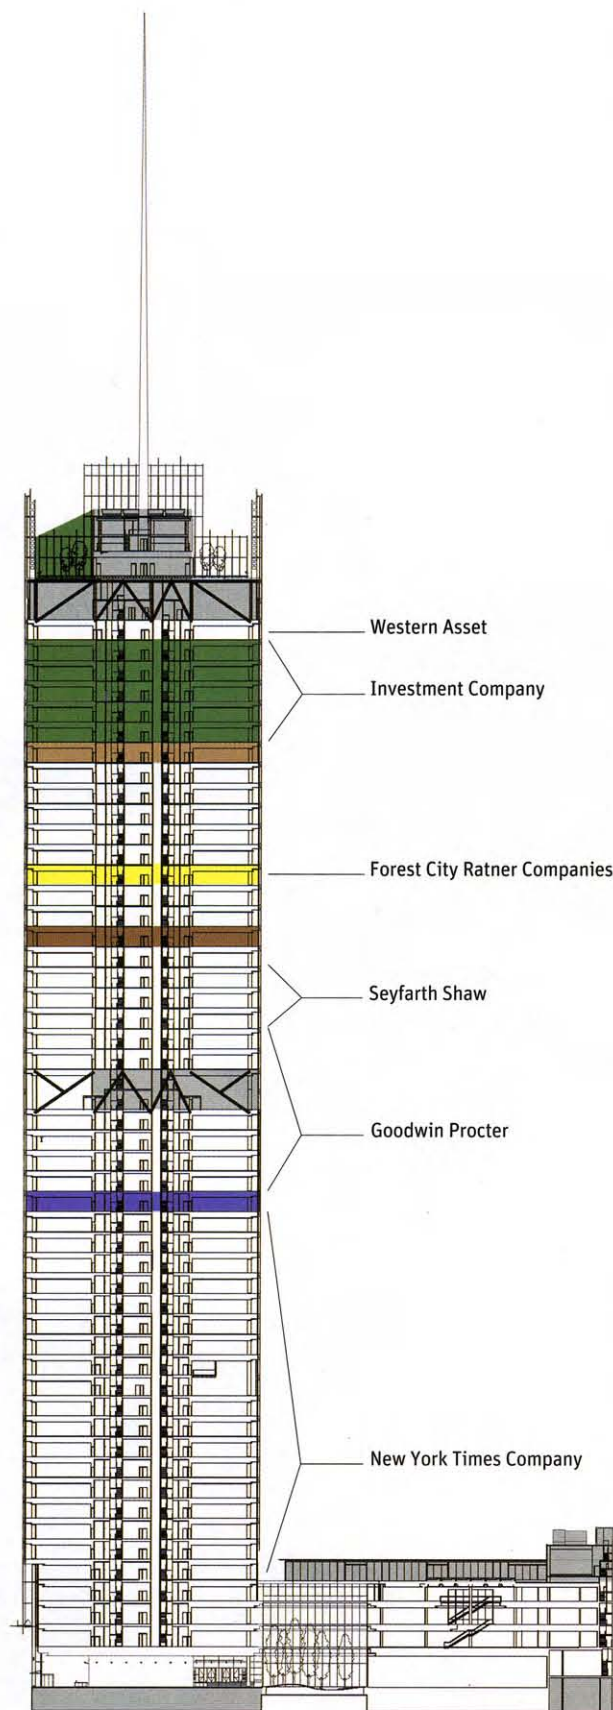 Western Asset
Investment Company
Forest City Ratner Companies
Seyfarth Shaw
Goodwin Procter
New York Times Company